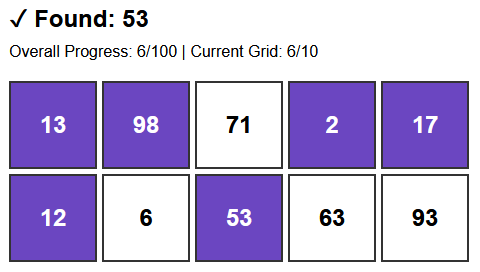 ✓ Found: 53
Overall Progress: 6/100 | Current Grid: 6/10
13 98 71 2 17
12 6 53 63 93